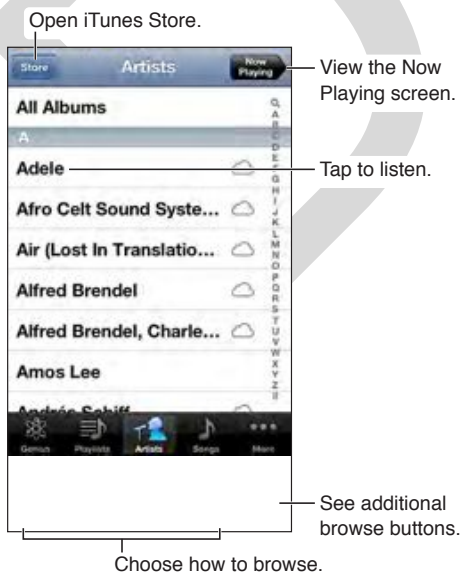 Open iTunes Store.
Store
Artists
Now
Playing
View the Now
Playing screen.
All Albums
A
Adele
Tap to listen.
Afro Celt Sound Syste...
Air (Lost In Translatio...
Alfred Brendel
Alfred Brendel, Charle...
Amos Lee
András Schiff
A
B
C
D
E
F
G
H
I
J
K
L
M
N
O
P
Q
R
S
T
U
V
W
X
Y
Z
#
Genius
Playlists
Artists
Songs
More
See additional
browse buttons.
Choose how to browse.